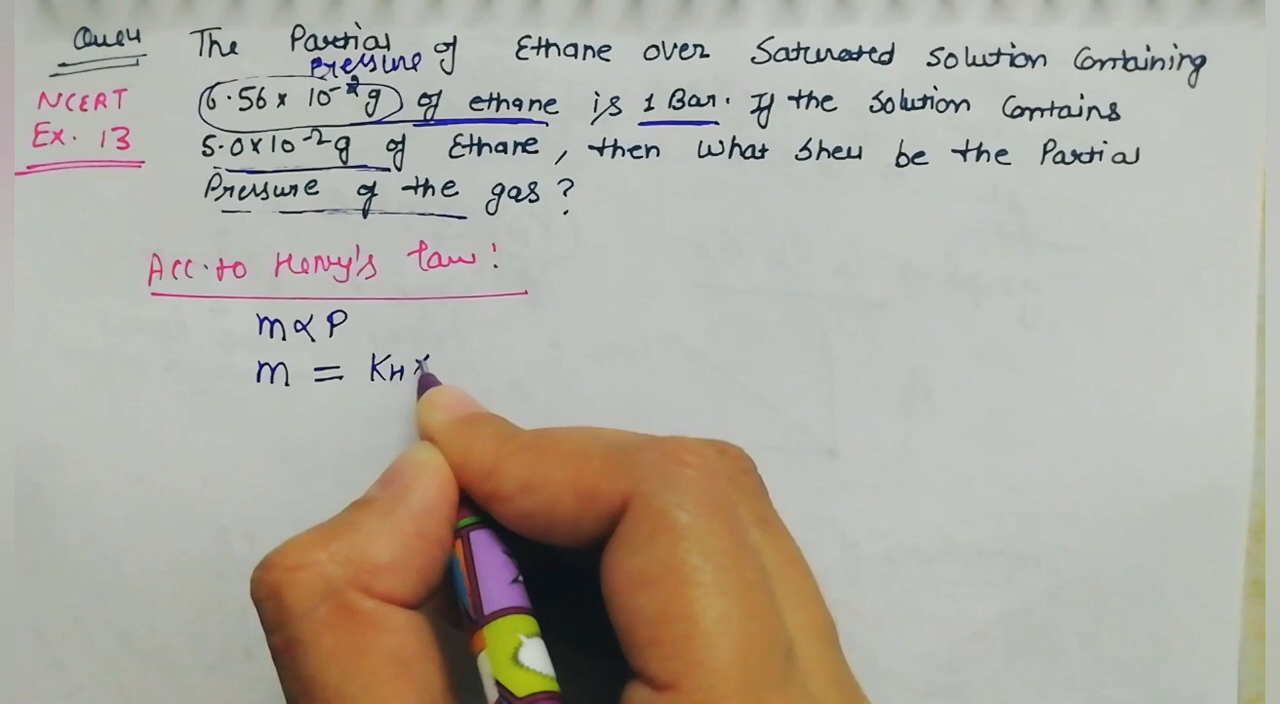 Ques4 The Partial Pressure of Ethane over Saturated solution Containing
NCERT 6.56 x 10-2 g of ethane is 1 Bar. If the solution Contains
Ex. 13 5.0x10-2g of Ethane, then what shell be the Partial
Pressure of the gas?
Acc. to Henry's law:
m ∝ P
m = KH x